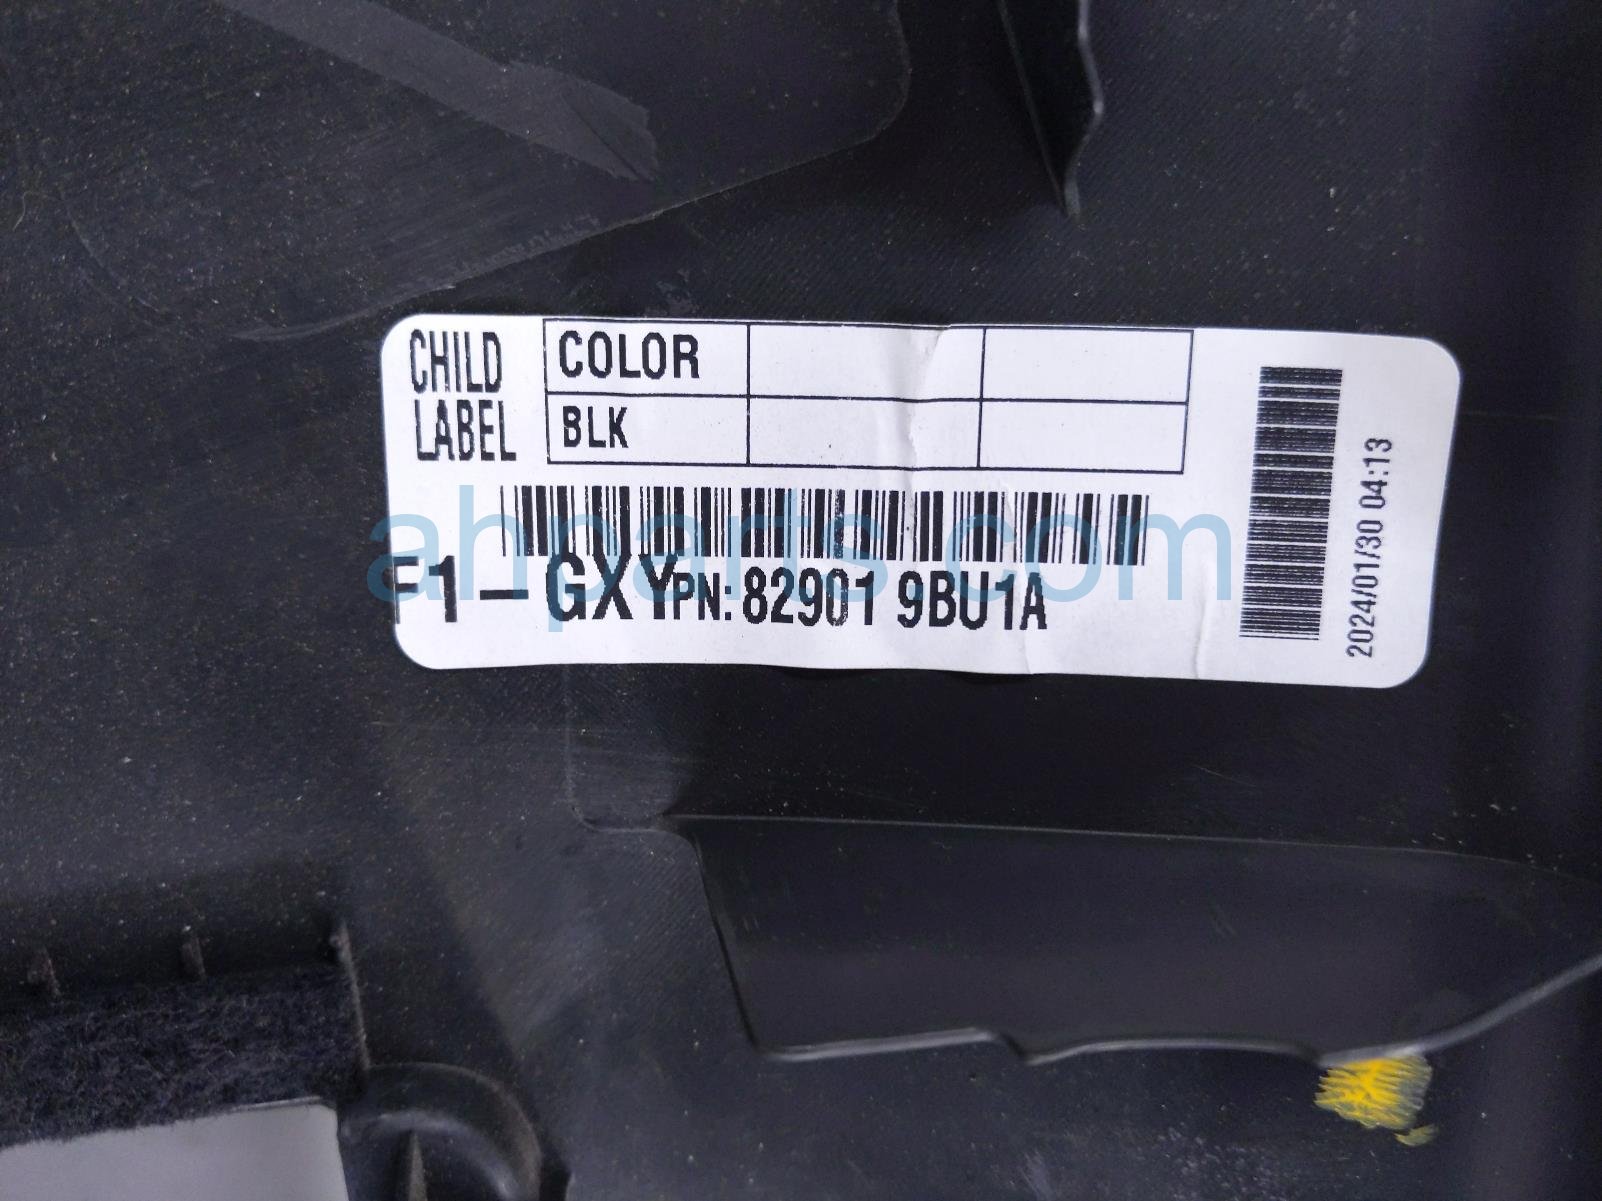 CHILD
LABEL
COLOR
BLK
F1-GXY PN: 82901 9BU1A
2024/01/30 04:13
ahparts.com